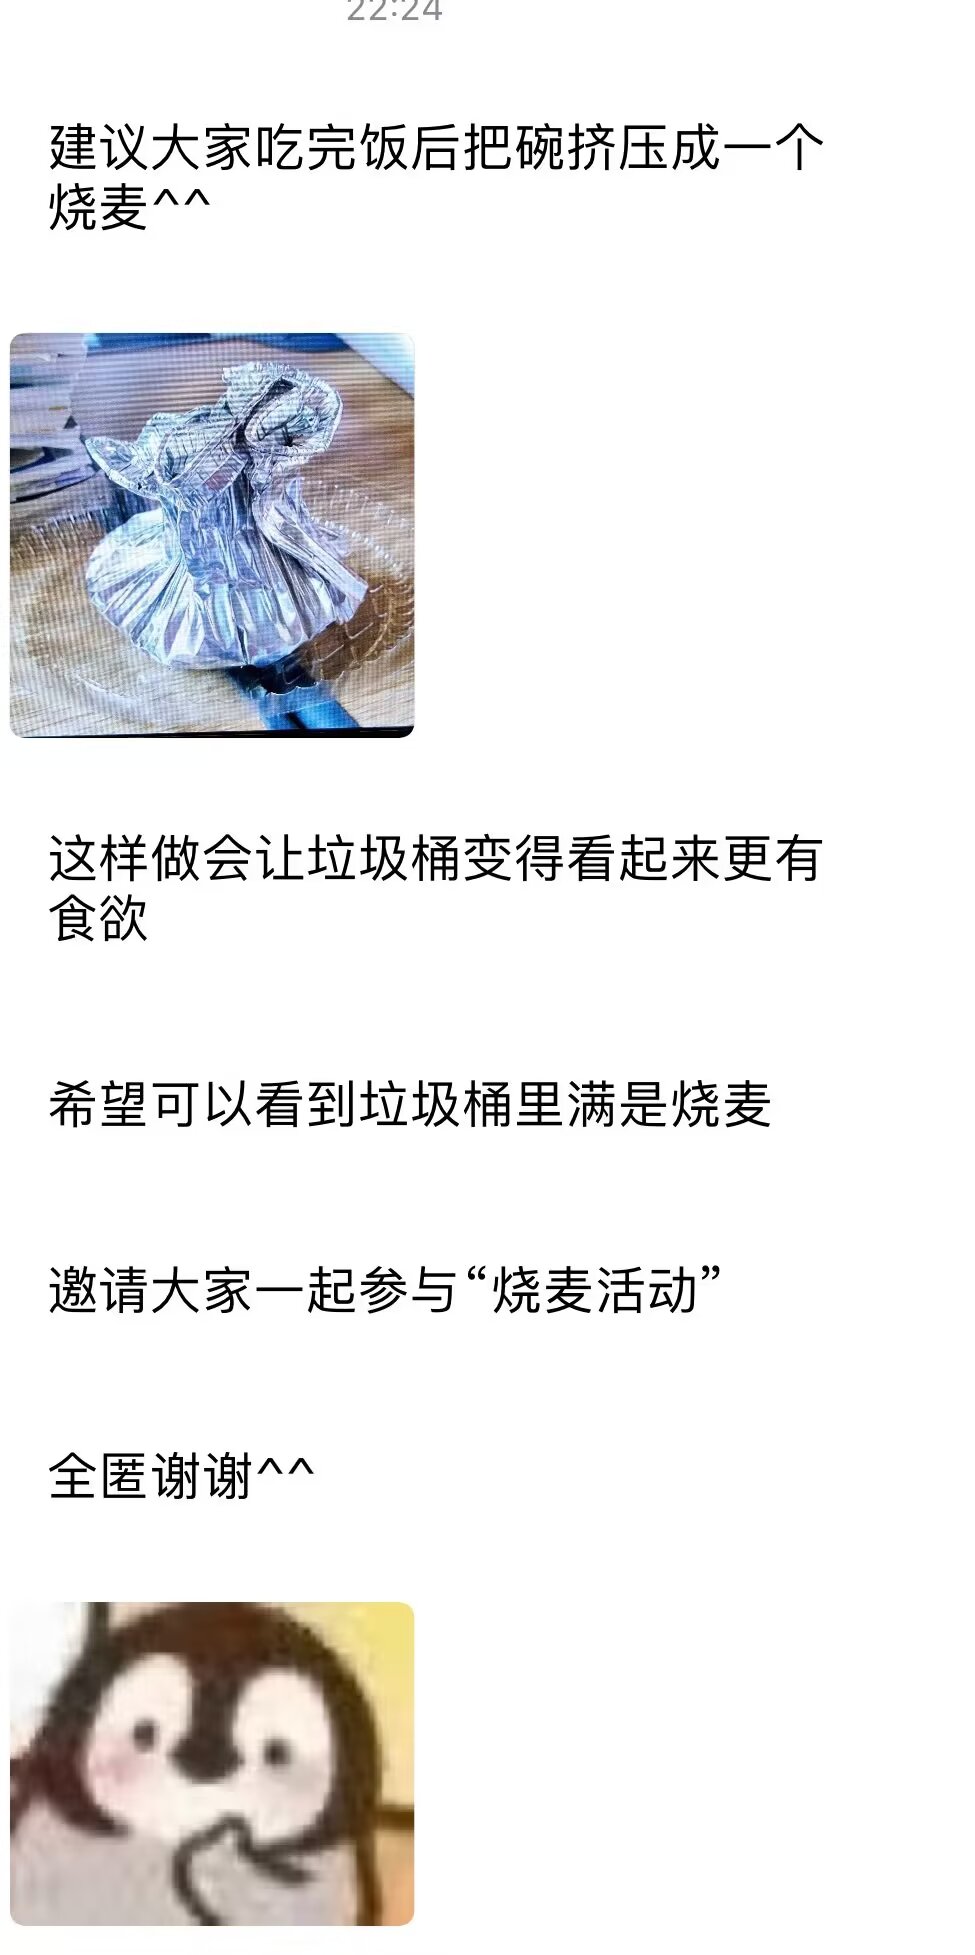 22:24
建议大家吃完饭后把碗挤压成一个
烧麦^^
这样做会让垃圾桶变得看起来更有
食欲
希望可以看到垃圾桶里满是烧麦
邀请大家一起参与“烧麦活动”
全匿谢谢^^